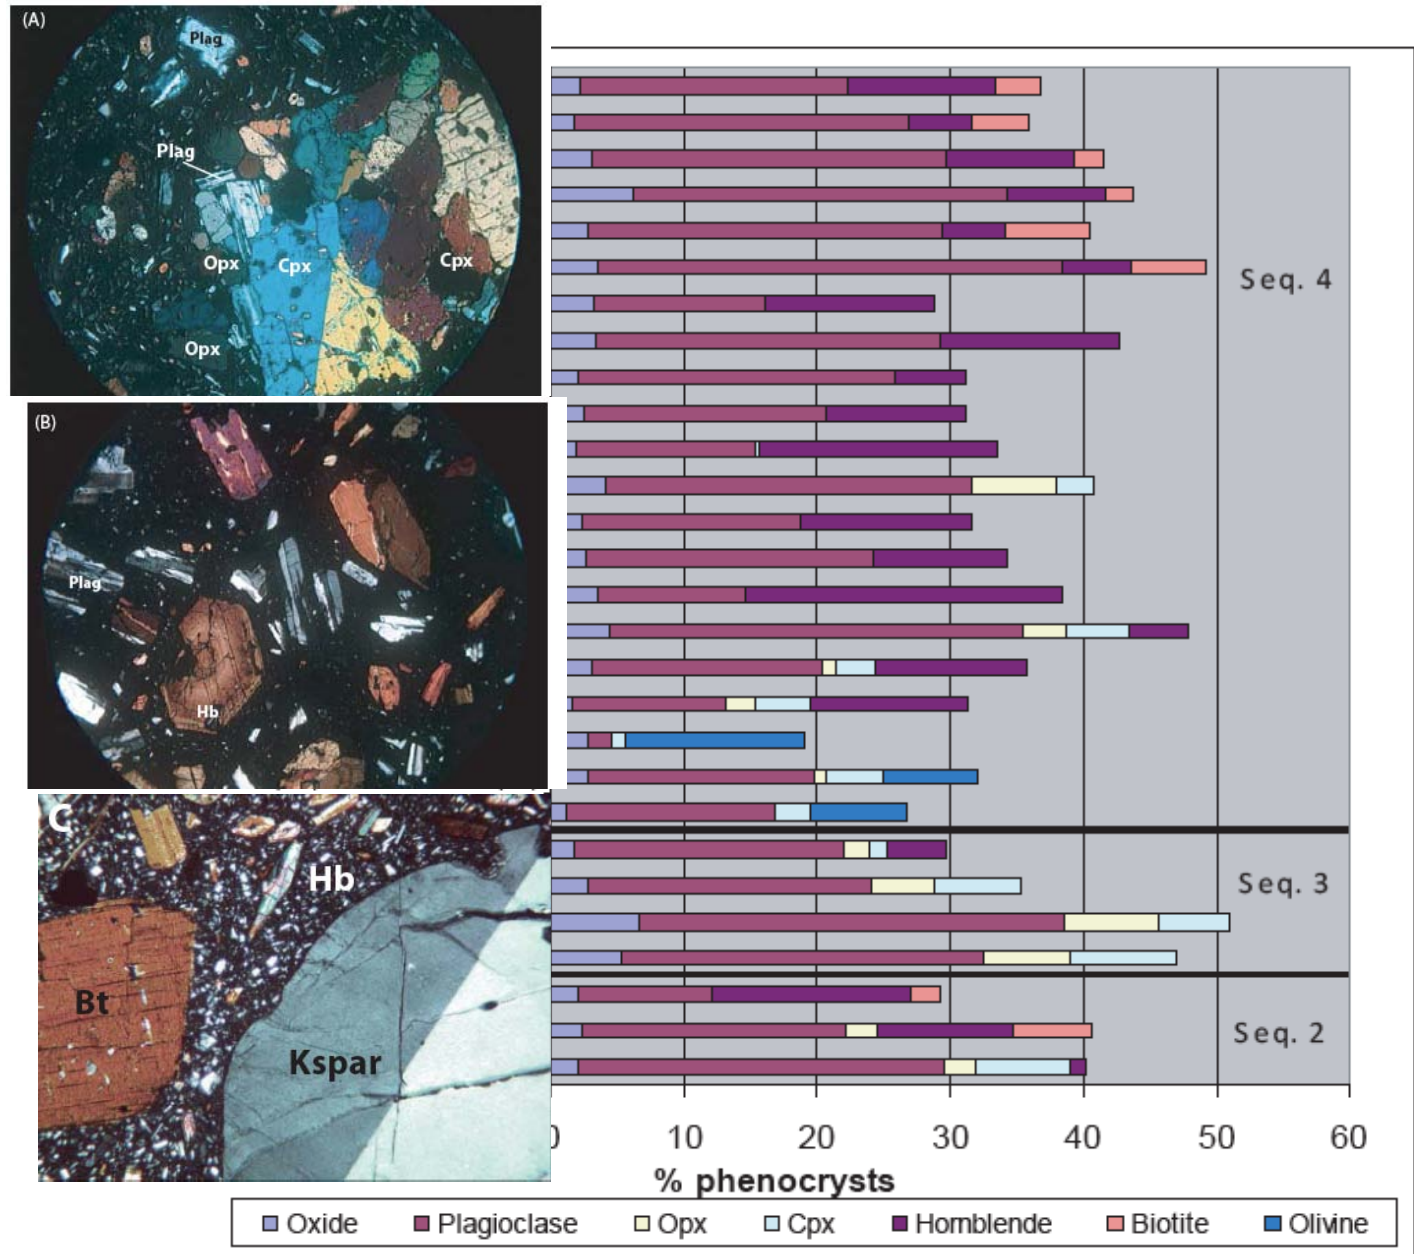 (A)
Plag
Plag
Opx
Cpx
Cpx
Opx
(B)
Plag
Hb
C
Hb
Bt
Kspar
Seq. 4
Seq. 3
Seq. 2
0 10 20 30 40 50 60
% phenocrysts
Oxide Plagioclase Opx Cpx Hornblende Biotite Olivine